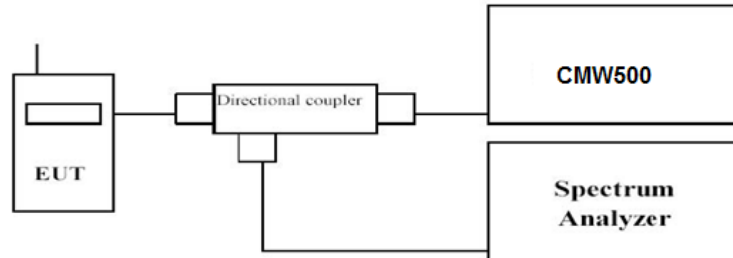 CMW500
Directional coupler
EUT
Spectrum
Analyzer